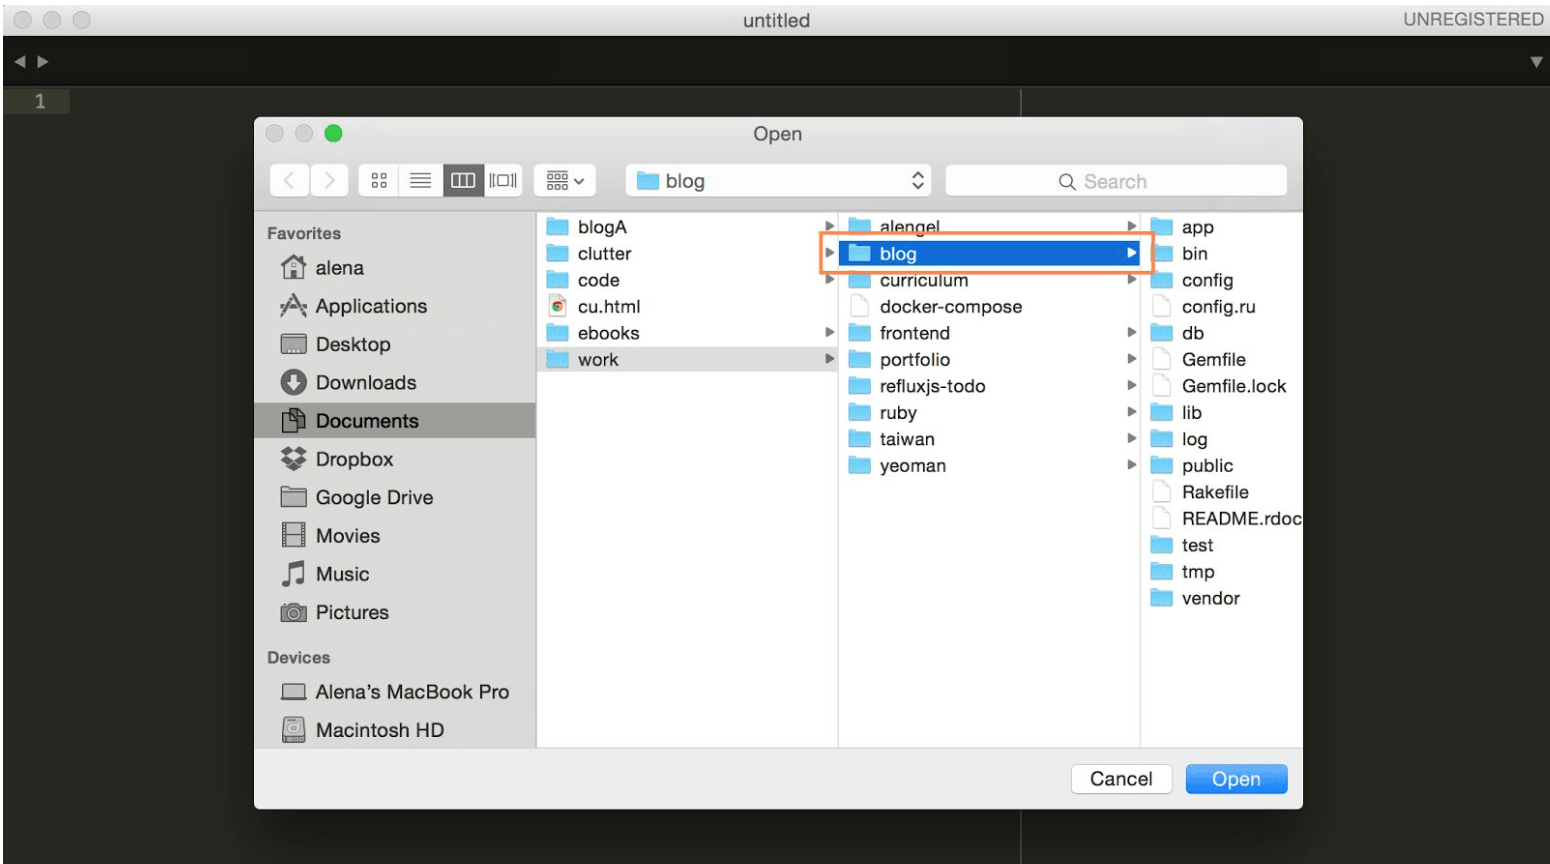 untitled
UNREGISTERED
1
Open
blog
Search
Favorites
alena
Applications
Desktop
Downloads
Documents
Dropbox
Google Drive
Movies
Music
Pictures
Devices
Alena's MacBook Pro
Macintosh HD
blogA
clutter
code
cu.html
ebooks
work
alengel
blog
curriculum
docker-compose
frontend
portfolio
refluxjs-todo
ruby
taiwan
yeoman
app
bin
config
config.ru
db
Gemfile
Gemfile.lock
lib
log
public
Rakefile
README.rdoc
test
tmp
vendor
Cancel
Open